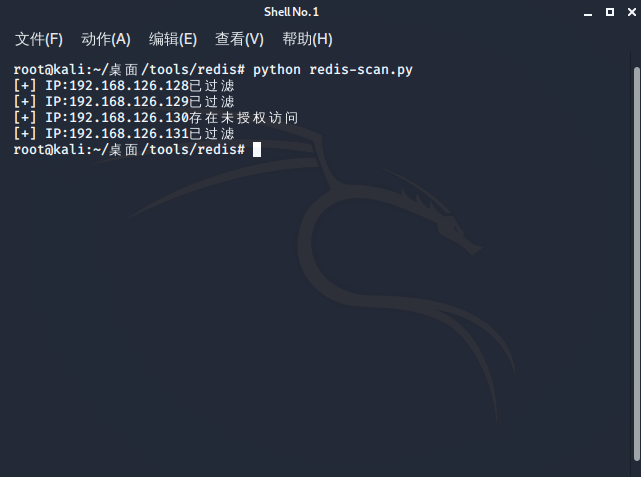 Shell No. 1
文件(F) 动作(A) 编辑(E) 查看(V) 帮助(H)
root@kali:~/桌面/tools/redis# python redis-scan.py
[+] IP:192.168.126.128已过滤
[+] IP:192.168.126.129已过滤
[+] IP:192.168.126.130存在未授权访问
[+] IP:192.168.126.131已过滤
root@kali:~/桌面/tools/redis#